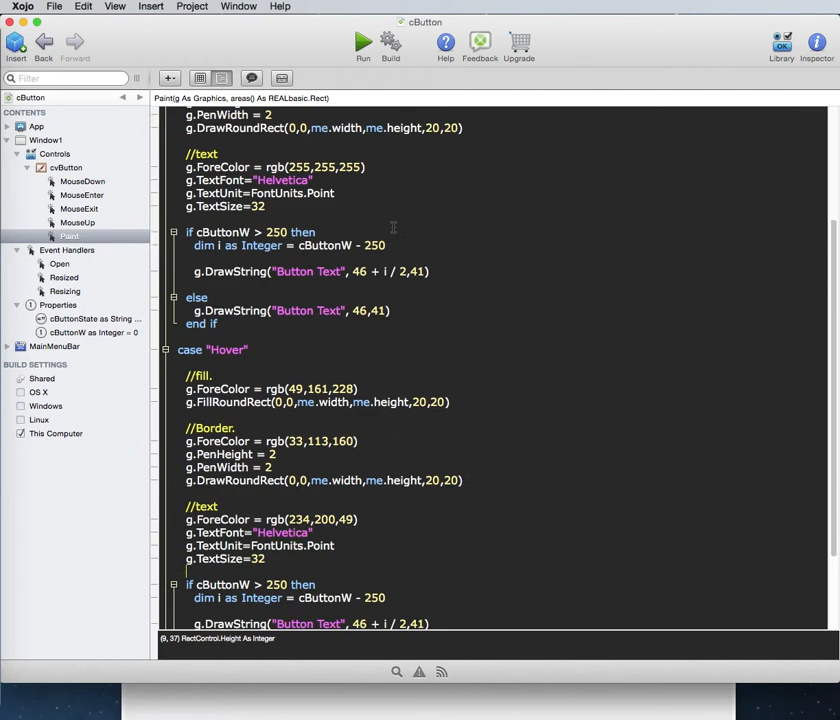 Xojo File Edit View Insert Project Window Help
cButton
Insert Back Forward Run Build Help Feedback Upgrade Library Inspector
OK
Filter
cButton
Paint(g As Graphics, areas() As REALbasic.Rect)
CONTENTS
App
Window1
Controls
cvButton
MouseDown
MouseEnter
MouseExit
MouseUp
Paint
Event Handlers
Open
Resized
Resizing
Properties
cButtonState as String ...
cButtonW as Integer = 0
MainMenuBar
BUILD SETTINGS
Shared
OS X
Windows
Linux
This Computer
g.PenWidth = 2
g.DrawRoundRect(0,0,me.width,me.height,20,20)
//text
g.ForeColor = rgb(255,255,255)
g.TextFont="Helvetica"
g.TextUnit=FontUnits.Point
g.TextSize=32
if cButtonW > 250 then
dim i as Integer = cButtonW - 250
g.DrawString("Button Text", 46 + i / 2,41)
else
g.DrawString("Button Text", 46,41)
end if
case "Hover"
//fill.
g.ForeColor = rgb(49,161,228)
g.FillRoundRect(0,0,me.width,me.height,20,20)
//Border.
g.ForeColor = rgb(33,113,160)
g.PenHeight = 2
g.PenWidth = 2
g.DrawRoundRect(0,0,me.width,me.height,20,20)
//text
g.ForeColor = rgb(234,200,49)
g.TextFont="Helvetica"
g.TextUnit=FontUnits.Point
g.TextSize=32
if cButtonW > 250 then
dim i as Integer = cButtonW - 250
g.DrawString("Button Text", 46 + i / 2,41)
(9, 37) RectControl.Height As Integer